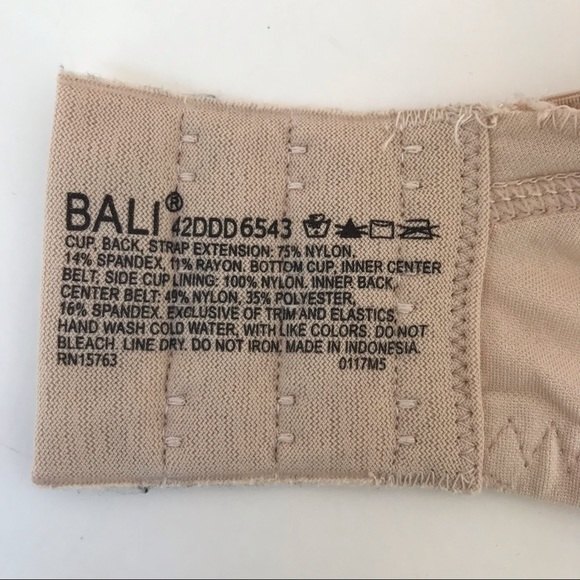 BALI® 42DDD 6543
CUP, BACK, STRAP EXTENSION: 75% NYLON,
14% SPANDEX, 11% RAYON. BOTTOM CUP, INNER CENTER
BELT, SIDE CUP LINING: 100% NYLON. INNER BACK,
CENTER BELT: 49% NYLON, 35% POLYESTER,
16% SPANDEX. EXCLUSIVE OF TRIM AND ELASTICS,
HAND WASH COLD WATER, WITH LIKE COLORS. DO NOT
BLEACH. LINE DRY. DO NOT IRON. MADE IN INDONESIA.
RN15763 0117M5